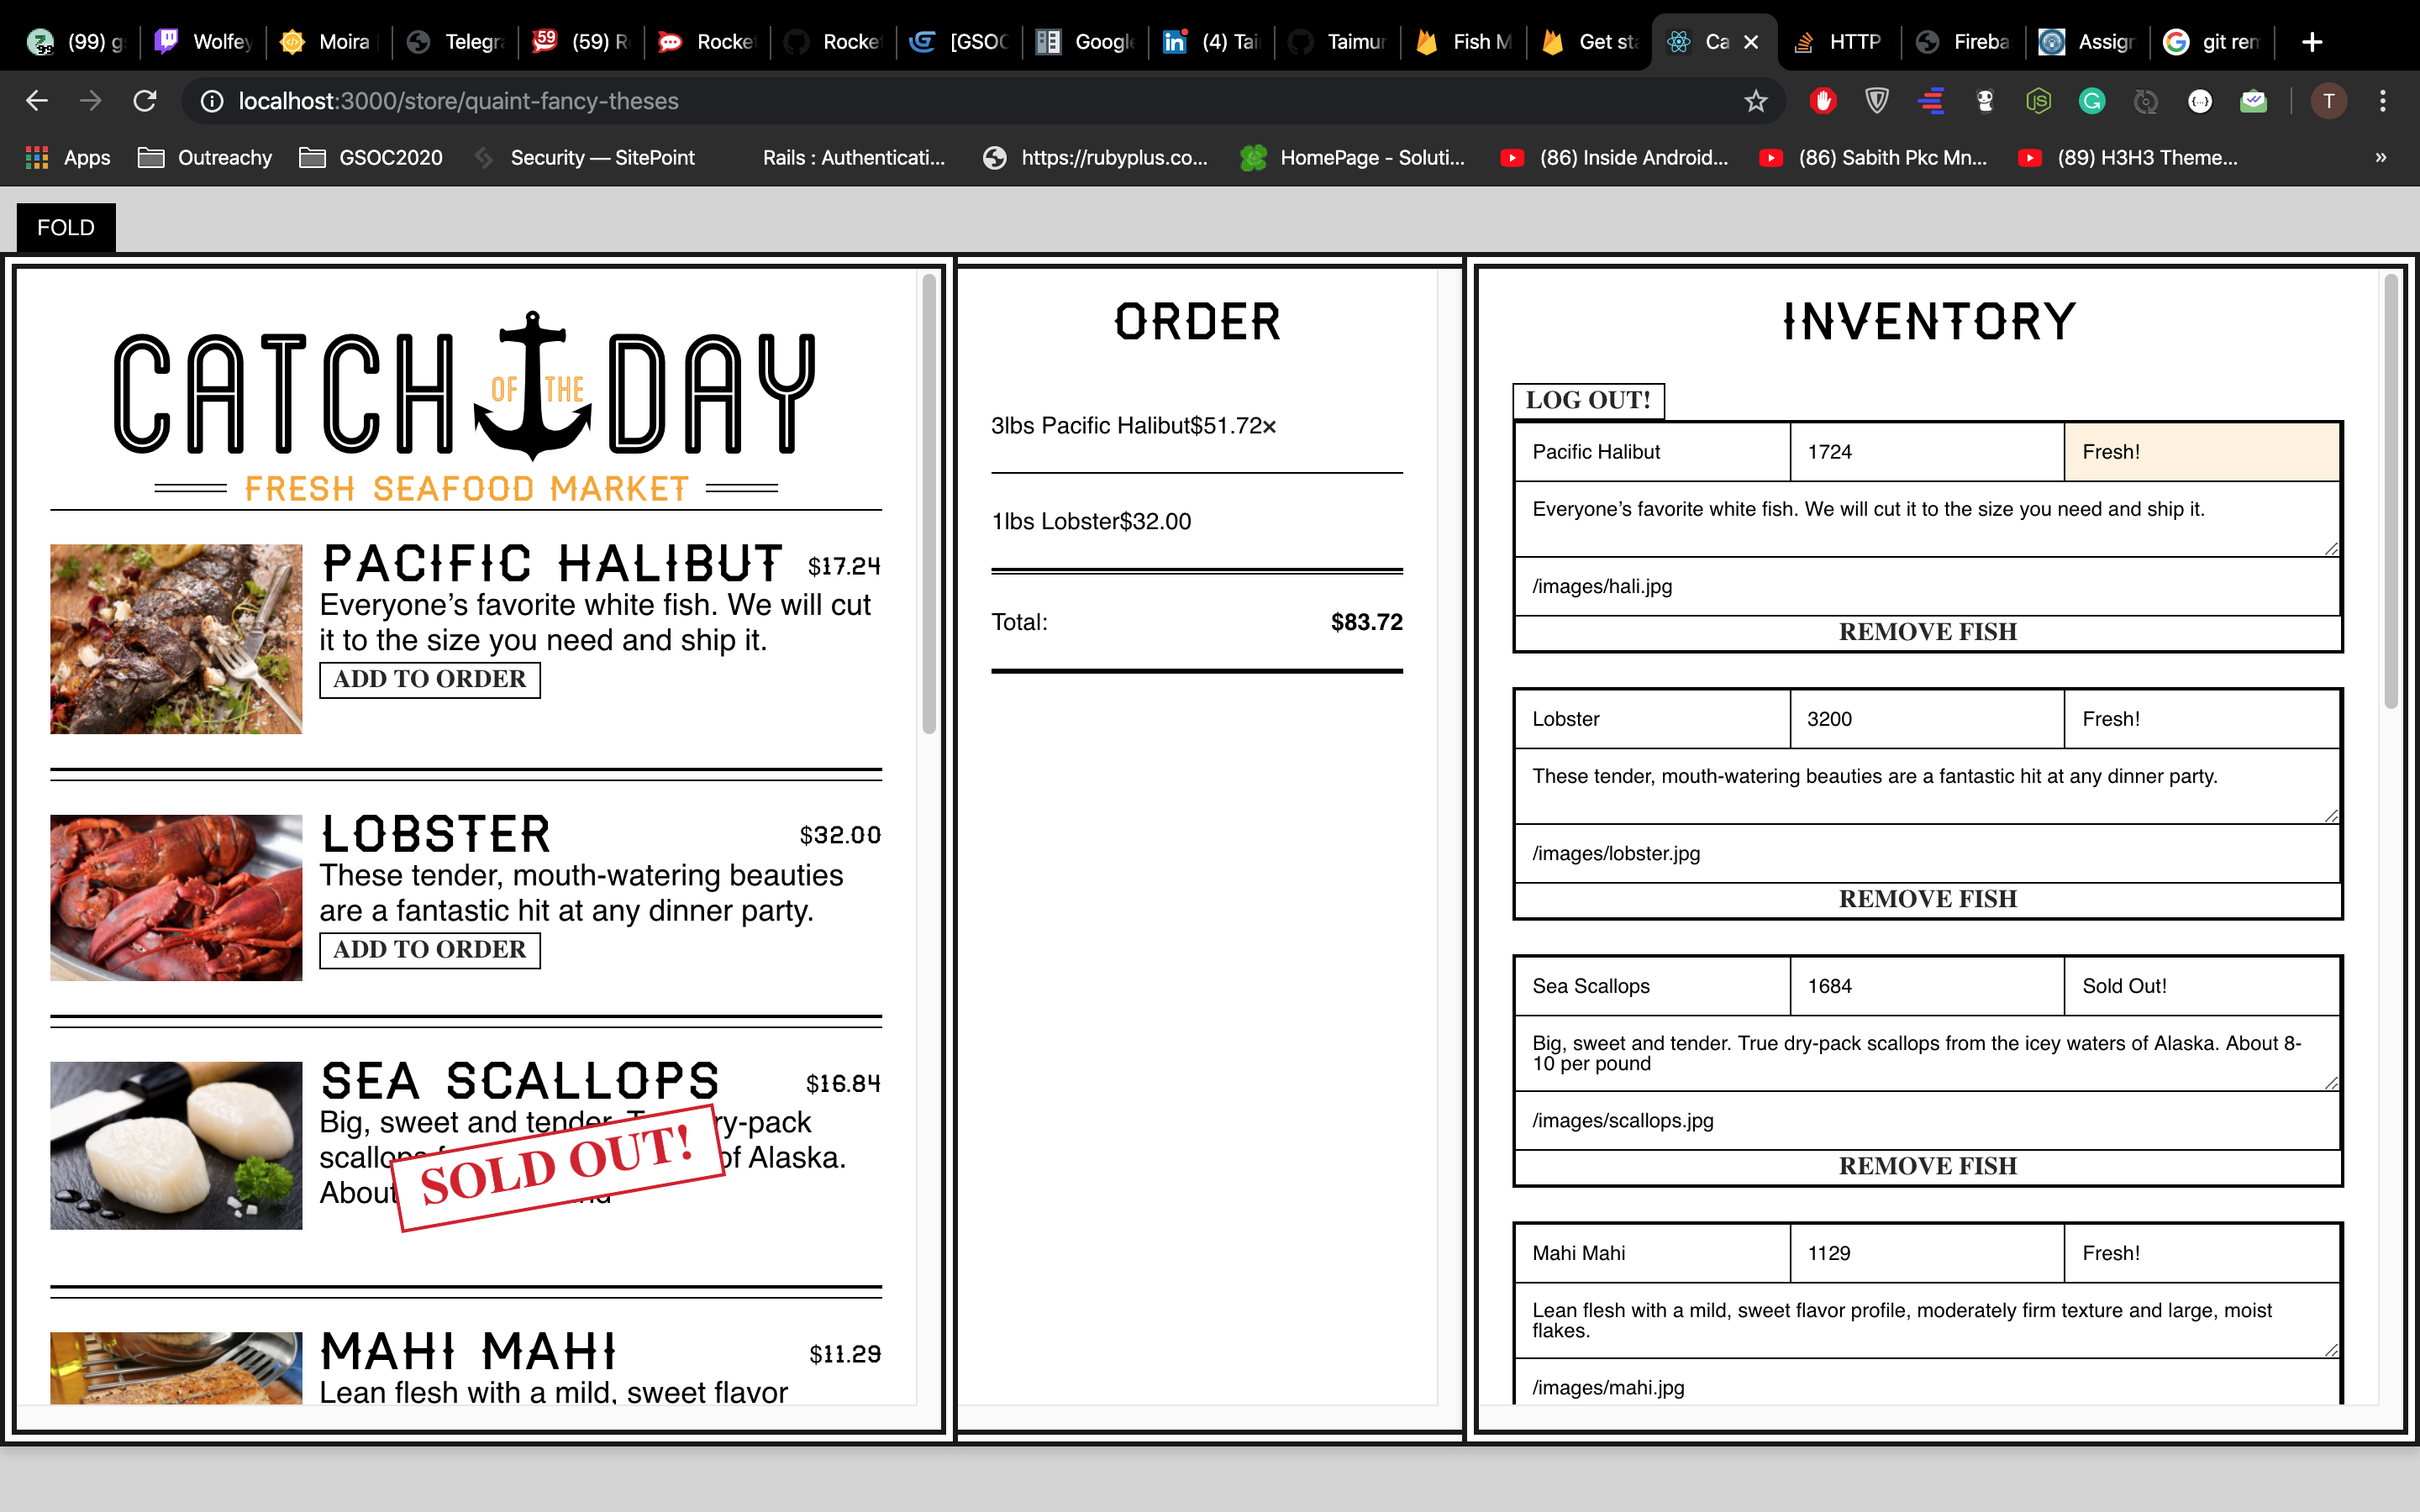 (99) g
Wolfey
Moira
Telegra
59
(59) R
Rocke
Rocke
[GSOC
Google
(4) Tai
Taimur
Fish M
Get sta
Ca
HTTP
Fireba
Assign
git rem
localhost:3000/store/quaint-fancy-theses
T
Apps
Outreachy
GSOC2020
Security — SitePoint
Rails : Authenticati...
https://rubyplus.co...
HomePage - Soluti...
(86) Inside Android...
(86) Sabith Pkc Mn...
(89) H3H3 Theme...
»
FOLD
CATCH OF THE DAY
FRESH SEAFOOD MARKET
PACIFIC HALIBUT $17.24
Everyone’s favorite white fish. We will cut
it to the size you need and ship it.
ADD TO ORDER
LOBSTER $32.00
These tender, mouth-watering beauties
are a fantastic hit at any dinner party.
ADD TO ORDER
SEA SCALLOPS $16.84
Big, sweet and tender. ry-pack
of Alaska.
About
SOLD OUT!
MAHI MAHI $11.29
Lean flesh with a mild, sweet flavor
ORDER
3lbs Pacific Halibut$51.72×
1lbs Lobster$32.00
Total: $83.72
INVENTORY
LOG OUT!
Pacific Halibut 1724 Fresh!
Everyone’s favorite white fish. We will cut it to the size you need and ship it.
/images/hali.jpg
REMOVE FISH
Lobster 3200 Fresh!
These tender, mouth-watering beauties are a fantastic hit at any dinner party.
/images/lobster.jpg
REMOVE FISH
Sea Scallops 1684 Sold Out!
Big, sweet and tender. True dry-pack scallops from the icey waters of Alaska. About 8-
10 per pound
/images/scallops.jpg
REMOVE FISH
Mahi Mahi 1129 Fresh!
Lean flesh with a mild, sweet flavor profile, moderately firm texture and large, moist
flakes.
/images/mahi.jpg